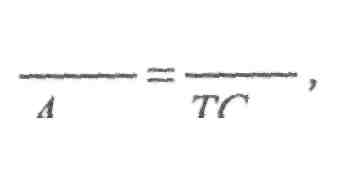 —— = ——,
A TC